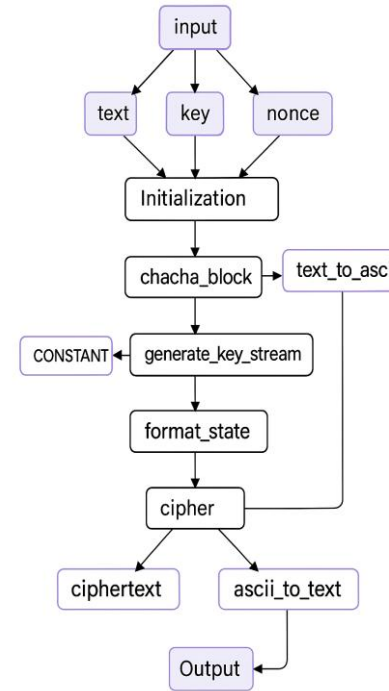 input
text
key
nonce
Initialization
chacha_block
text_to_asc
CONSTANT
generate_key_stream
format_state
cipher
ciphertext
ascii_to_text
Output